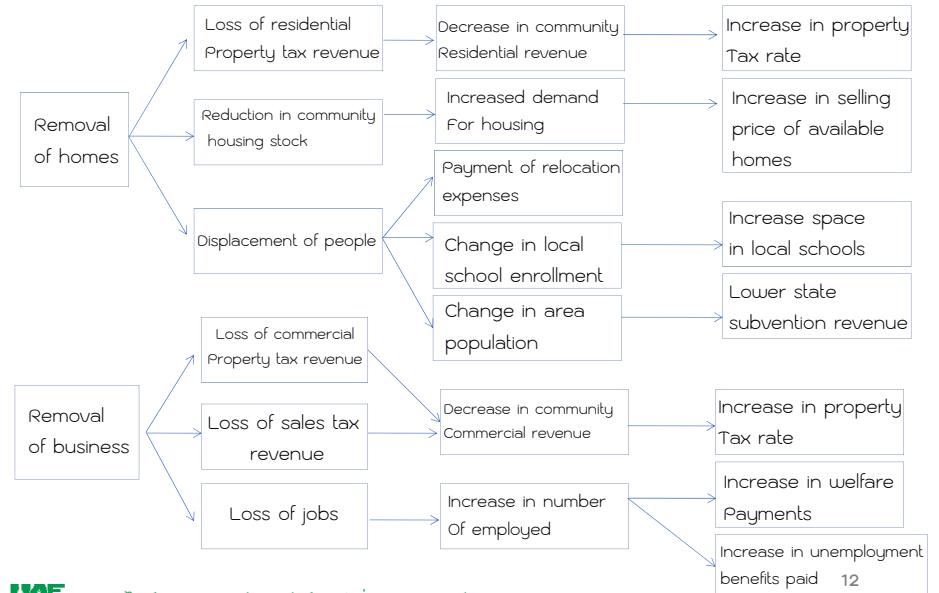 Loss of residential
Property tax revenue
Decrease in community
Residential revenue
Increase in property
Tax rate
Removal
of homes
Reduction in community
housing stock
Increased demand
For housing
Increase in selling
price of available
homes
Displacement of people
Payment of relocation
expenses
Change in local
school enrollment
Increase space
in local schools
Change in area
population
Lower state
subvention revenue
Removal
of business
Loss of commercial
Property tax revenue
Loss of sales tax
revenue
Decrease in community
Commercial revenue
Increase in property
Tax rate
Loss of jobs
Increase in number
Of employed
Increase in welfare
Payments
Increase in unemployment
benefits paid
12